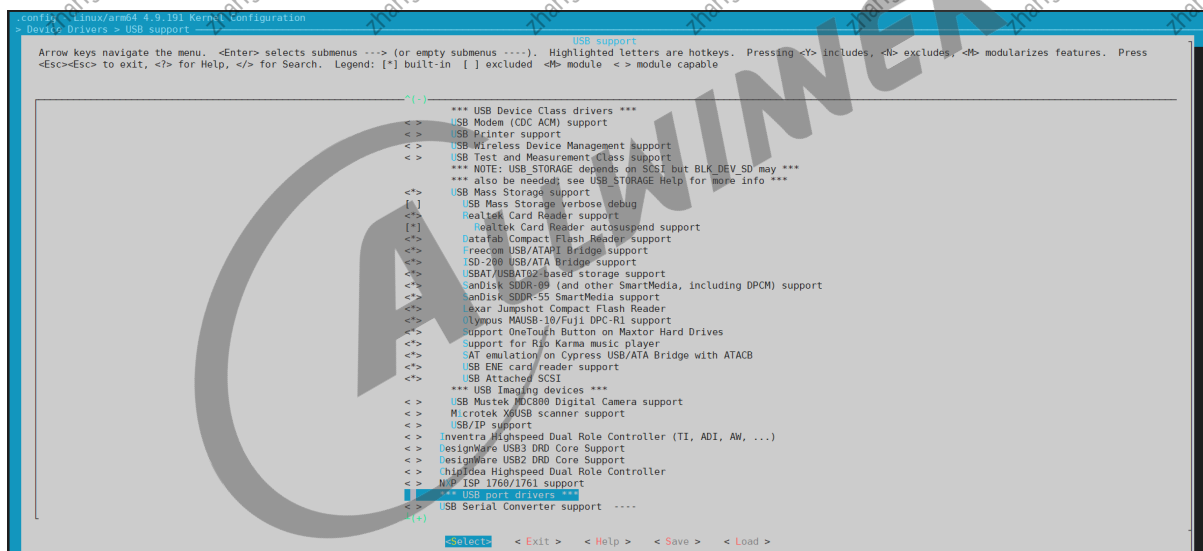 .config - Linux/arm64 4.9.191 Kernel Configuration
> Device Drivers > USB support
USB support
Arrow keys navigate the menu. <Enter> selects submenus ---> (or empty submenus ----). Highlighted letters are hotkeys. Pressing <Y> includes, <N> excludes, <M> modularizes features. Press
<Esc><Esc> to exit, <?> for Help, </> for Search. Legend: [*] built-in [ ] excluded <M> module < > module capable
^(-)
*** USB Device Class drivers ***
< > USB Modem (CDC ACM) support
< > USB Printer support
< > USB Wireless Device Management support
< > USB Test and Measurement Class support
*** NOTE: USB_STORAGE depends on SCSI but BLK_DEV_SD may ***
*** also be needed; see USB_STORAGE Help for more info ***
<*> USB Mass Storage support
[ ] USB Mass Storage verbose debug
<*> Realtek Card Reader support
[*] Realtek Card Reader autosuspend support
<*> Datafab Compact Flash Reader support
<*> Freecom USB/ATAPI Bridge support
<*> ISD-200 USB/ATA Bridge support
<*> USBAT/USBAT02-based storage support
<*> SanDisk SDDR-09 (and other SmartMedia, including DPCM) support
<*> SanDisk SDDR-55 SmartMedia support
<*> Lexar Jumpshot Compact Flash Reader
<*> Olympus MAUSB-10/Fuji DPC-R1 support
<*> Support OneTouch Button on Maxtor Hard Drives
<*> Support for Rio Karma music player
<*> SAT emulation on Cypress USB/ATA Bridge with ATACB
<*> USB ENE card reader support
<*> USB Attached SCSI
*** USB Imaging devices ***
< > USB Mustek MDC800 Digital Camera support
< > Microtek X6USB scanner support
< > USB/IP support
< > Inventra Highspeed Dual Role Controller (TI, ADI, AW, ...)
< > DesignWare USB3 DRD Core Support
< > DesignWare USB2 DRD Core Support
< > ChipIdea Highspeed Dual Role Controller
< > NXP ISP 1760/1761 support
*** USB port drivers ***
< > USB Serial Converter support ----
^(+)
<Select> < Exit > < Help > < Save > < Load >
ALLWINNER